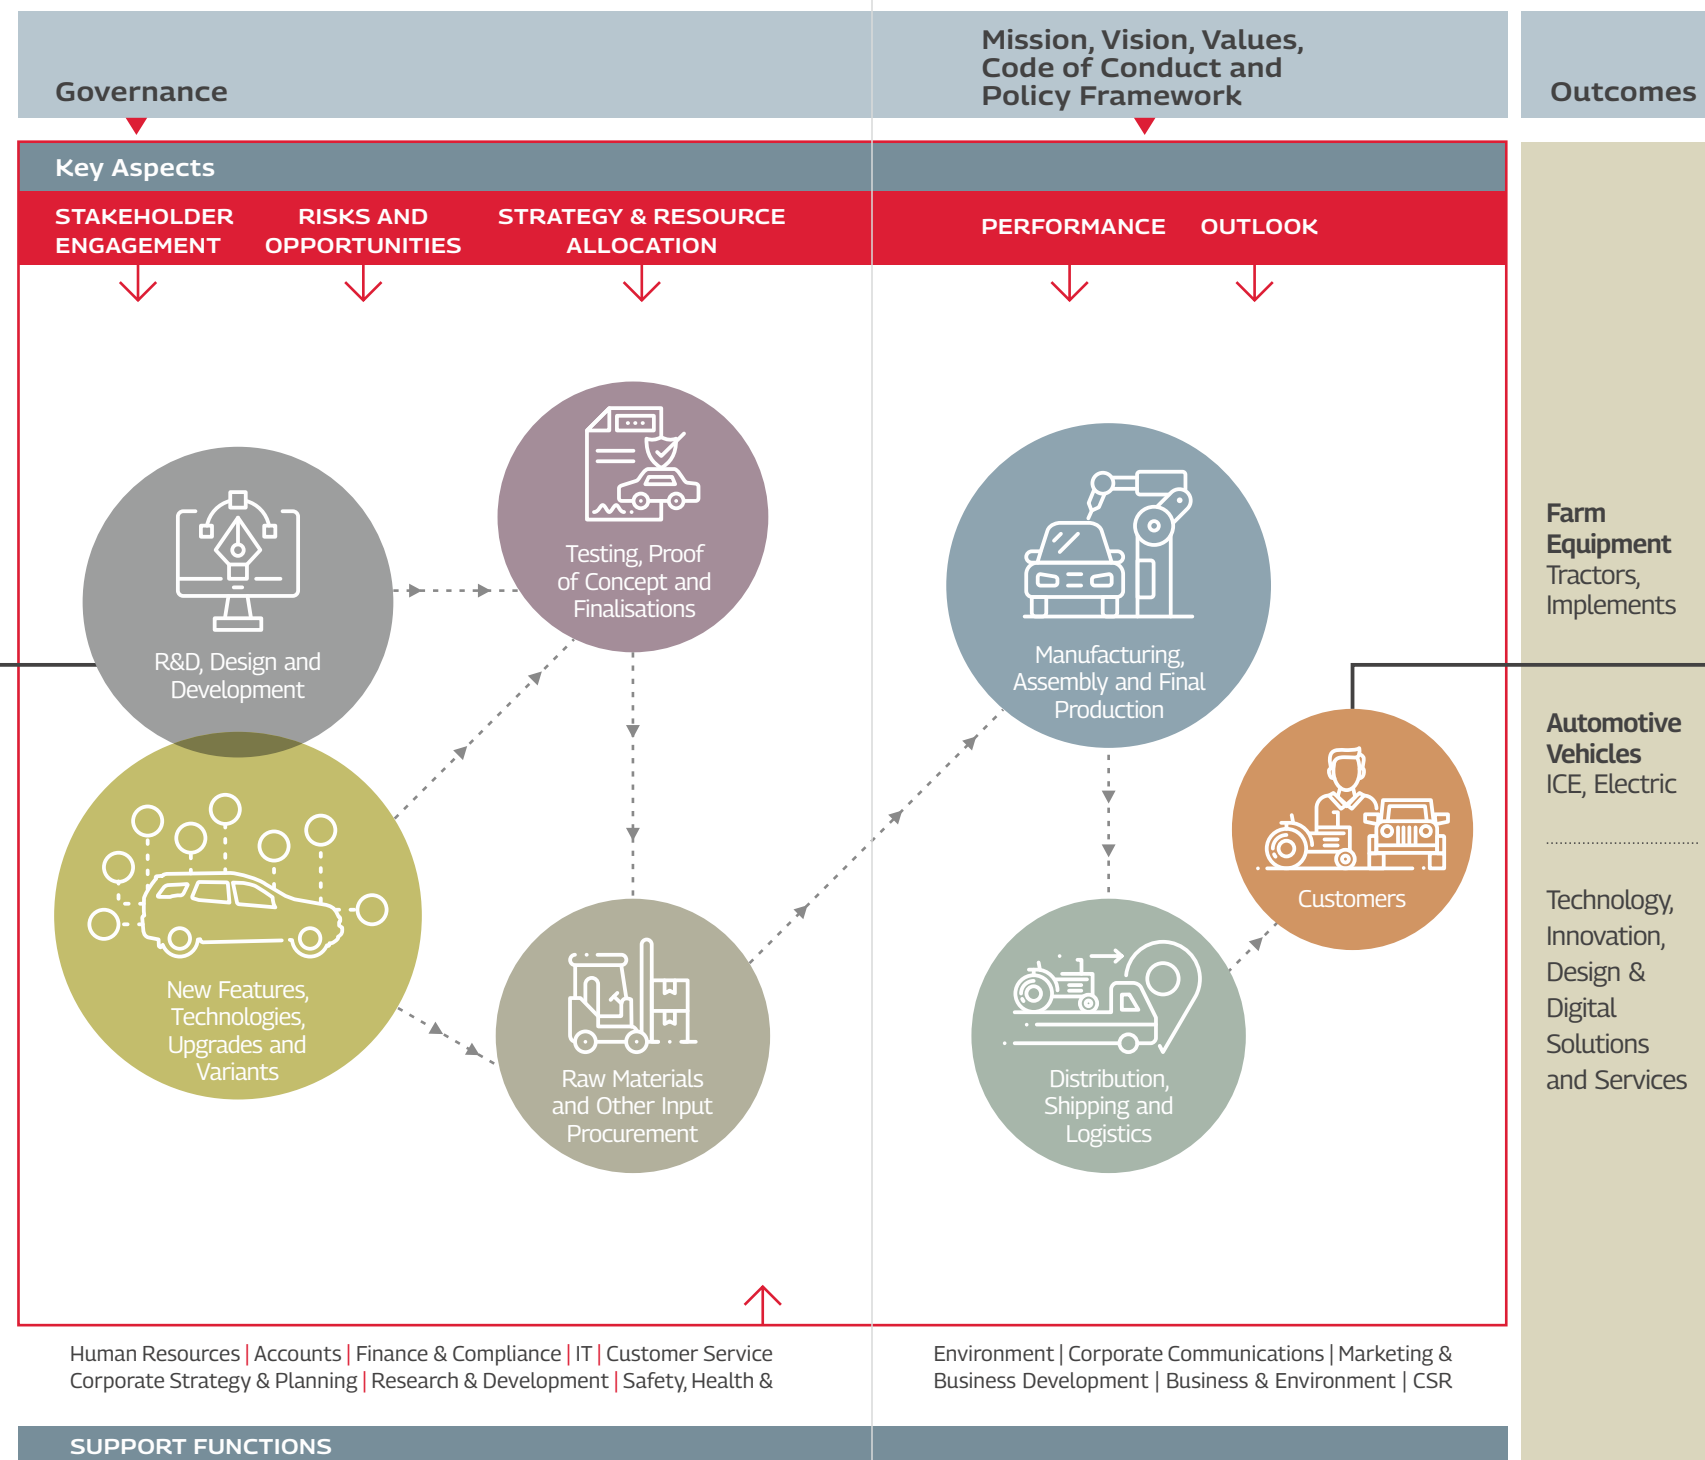 Governance
Mission, Vision, Values,
Code of Conduct and
Policy Framework
Outcomes
Key Aspects
STAKEHOLDER
ENGAGEMENT
RISKS AND
OPPORTUNITIES
STRATEGY & RESOURCE
ALLOCATION
PERFORMANCE
OUTLOOK
R&D, Design and
Development
Testing, Proof
of Concept and
Finalisations
New Features,
Technologies,
Upgrades and
Variants
Raw Materials
and Other Input
Procurement
Manufacturing,
Assembly and Final
Production
Distribution,
Shipping and
Logistics
Customers
Farm
Equipment
Tractors,
Implements
Automotive
Vehicles
ICE, Electric
Technology,
Innovation,
Design &
Digital
Solutions
and Services
Human Resources | Accounts | Finance & Compliance | IT | Customer Service
Corporate Strategy & Planning | Research & Development | Safety, Health &
Environment | Corporate Communications | Marketing &
Business Development | Business & Environment | CSR
SUPPORT FUNCTIONS